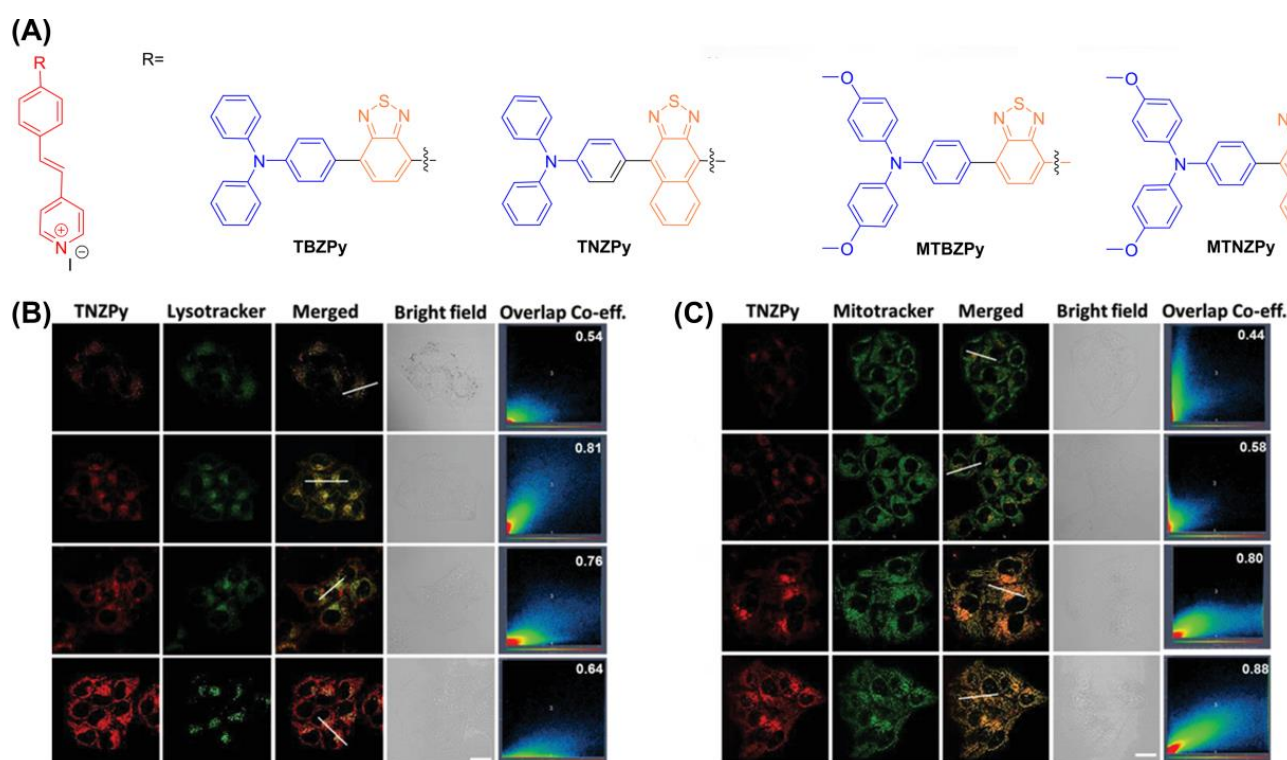 (A)
R
R=
N
+
−
I
N
N
S
N
TBZPy
N
N
S
N
TNZPy
O
O
N
N
S
N
MTBZPy
O
O
N
N
MTNZPy
(B)
TNZPy Lysotracker Merged Bright field Overlap Co-eff.
0.54
0.81
0.76
0.64
(C)
TNZPy Mitotracker Merged Bright field Overlap Co-eff.
0.44
0.58
0.80
0.88